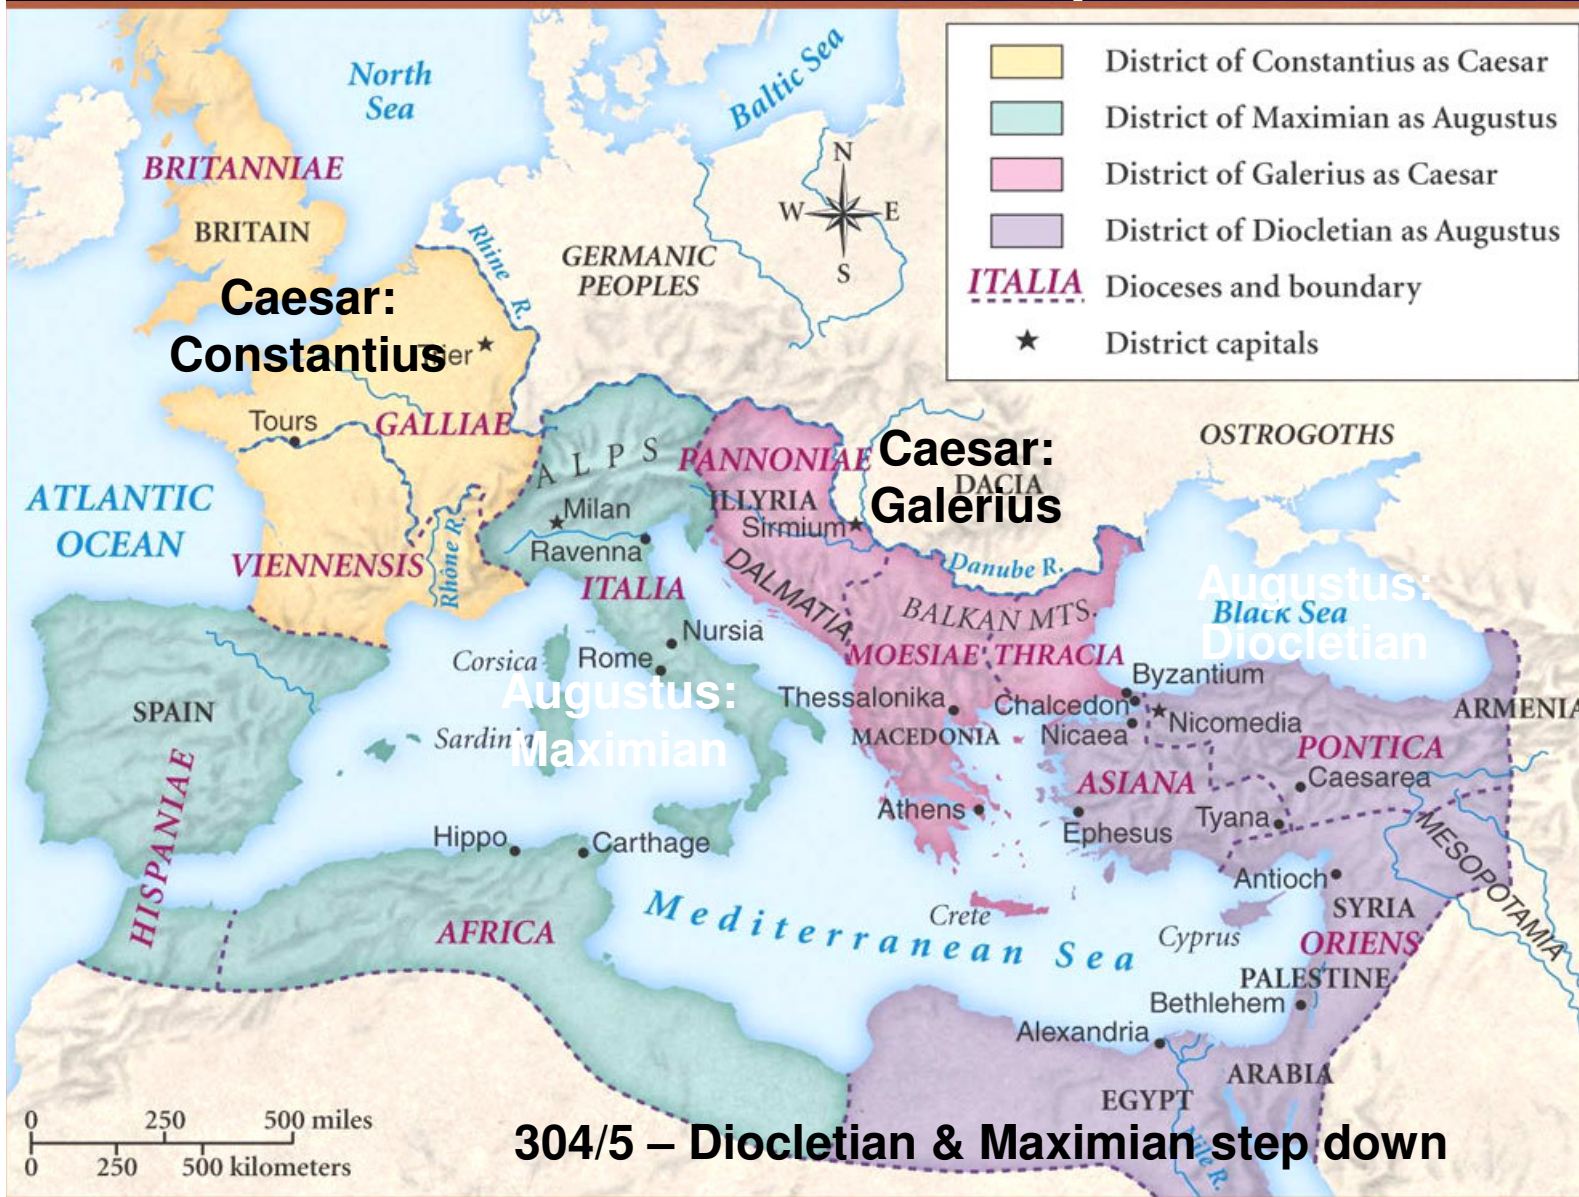 North
Sea
Baltic Sea
District of Constantius as Caesar
District of Maximian as Augustus
District of Galerius as Caesar
District of Diocletian as Augustus
ITALIA Dioceses and boundary
District capitals
N
W E
S
BRITANNIAE
BRITAIN
Rhine R.
GERMANIC
PEOPLES
Caesar:
Constantius
Trier
Tours
GALLIAE
ATLANTIC
OCEAN
VIENNENSIS
Rhône R.
ALPS
Milan
Ravenna
ITALIA
Nursia
Corsica
Rome
Augustus:
Maximian
Sardinia
PANNONIAE
ILLYRIA
Sirmium
Caesar:
Galerius
DACIA
OSTROGOTHS
Danube R.
DALMATIA
BALKAN MTS.
MOESIAE
THRACIA
Augustus:
Diocletian
Black Sea
Byzantium
Thessalonika
Chalcedon
Nicomedia
Nicaea
MACEDONIA
ARMENIA
PONTICA
ASIANA
Caesarea
Athens
Ephesus
Tyana
MESOPOTAMIA
SPAIN
HISPANIAE
Hippo
Carthage
AFRICA
Mediterranean Sea
Crete
Cyprus
Antioch
SYRIA
ORIENS
PALESTINE
Bethlehem
Alexandria
ARABIA
EGYPT
Nile R.
0 250 500 miles
0 250 500 kilometers
304/5 – Diocletian & Maximian step down